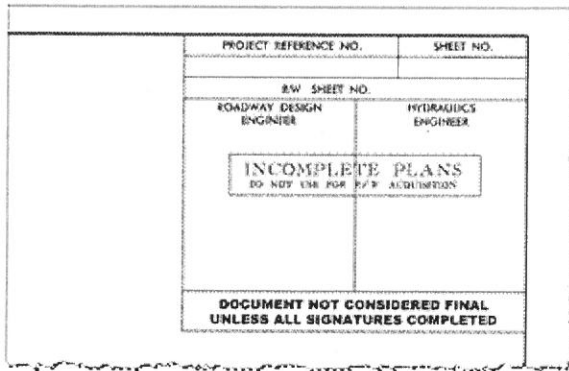 PROJECT REFERENCE NO. SHEET NO.
R/W SHEET NO.
ROADWAY DESIGN
ENGINEER
HYDRAULICS
ENGINEER
INCOMPLETE PLANS
DO NOT USE FOR R/W ACQUISITION
DOCUMENT NOT CONSIDERED FINAL
UNLESS ALL SIGNATURES COMPLETED